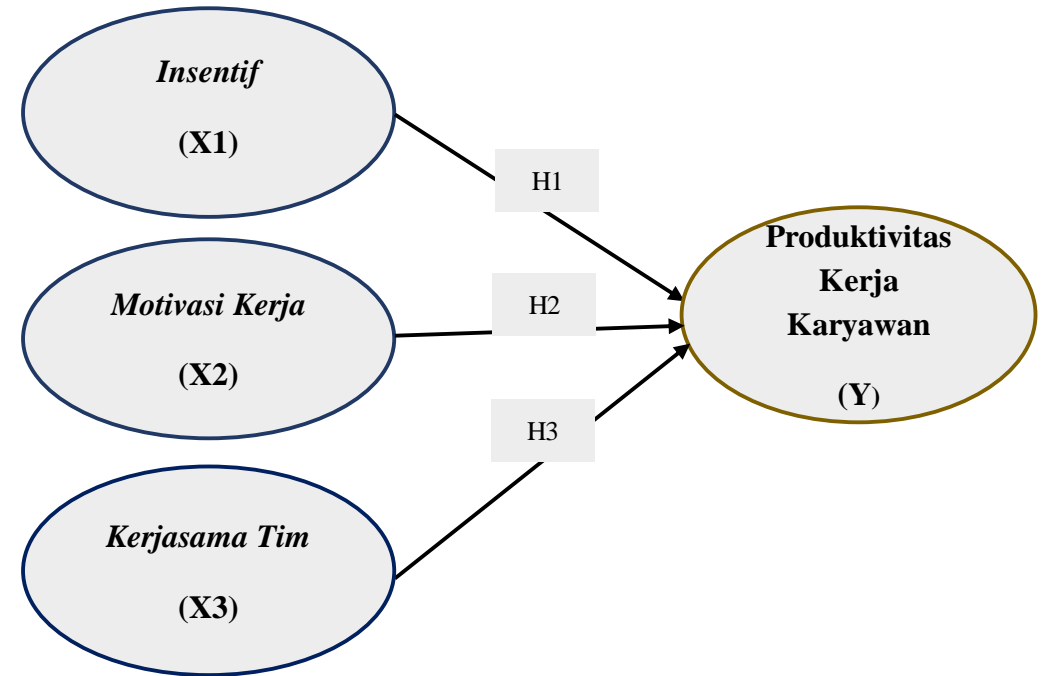 Insentif
(X1)
H1
Motivasi Kerja
(X2)
H2
Kerjasama Tim
(X3)
H3
Produktivitas
Kerja
Karyawan
(Y)